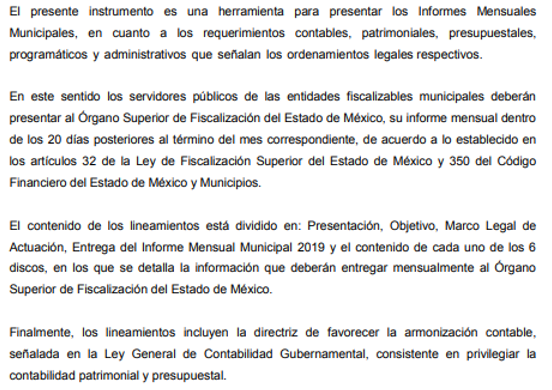 El presente instrumento es una herramienta para presentar los Informes Mensuales
Municipales, en cuanto a los requerimientos contables, patrimoniales, presupuestales,
programáticos y administrativos que señalan los ordenamientos legales respectivos.
En este sentido los servidores públicos de las entidades fiscalizables municipales deberán
presentar al Órgano Superior de Fiscalización del Estado de México, su informe mensual dentro
de los 20 días posteriores al término del mes correspondiente, de acuerdo a lo establecido en
los artículos 32 de la Ley de Fiscalización Superior del Estado de México y 350 del Código
Financiero del Estado de México y Municipios.
El contenido de los lineamientos está dividido en: Presentación, Objetivo, Marco Legal de
Actuación, Entrega del Informe Mensual Municipal 2019 y el contenido de cada uno de los 6
discos, en los que se detalla la información que deberán entregar mensualmente al Órgano
Superior de Fiscalización del Estado de México.
Finalmente, los lineamientos incluyen la directriz de favorecer la armonización contable,
señalada en la Ley General de Contabilidad Gubernamental, consistente en privilegiar la
contabilidad patrimonial y presupuestal.